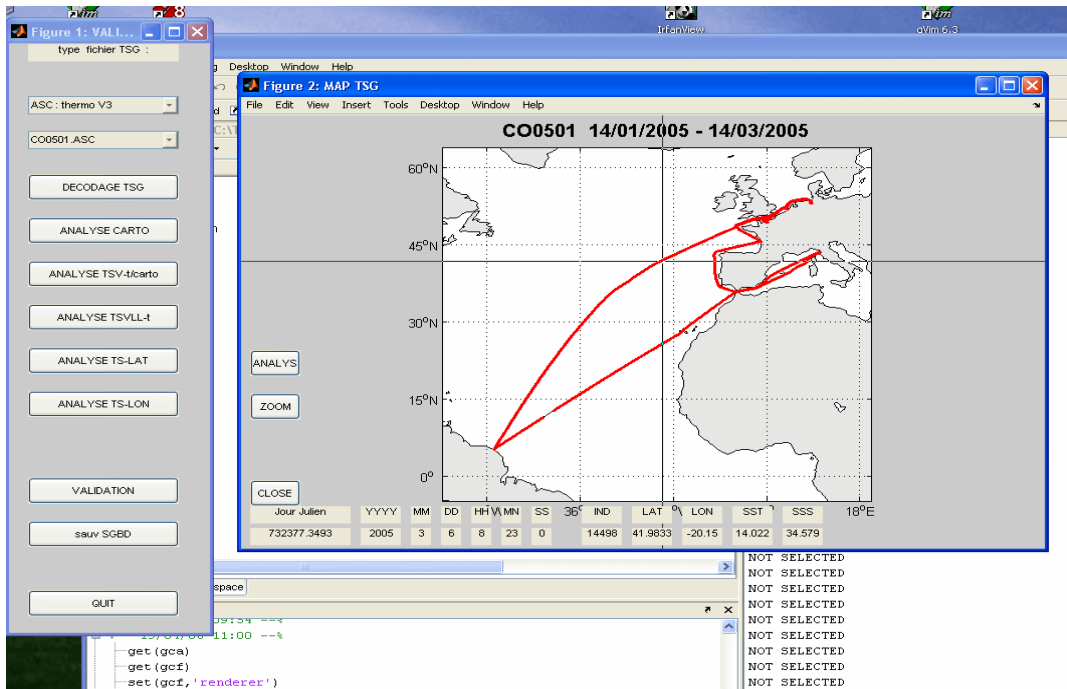 IrfanView
gVim 6.3
Figure 1: VALI...
type fichier TSG :
ASC : thermo V3
CO0501.ASC
DECODAGE TSG
ANALYSE CARTO
ANALYSE TSV-t/carto
ANALYSE TSVLL-t
ANALYSE TS-LAT
ANALYSE TS-LON
VALIDATION
sauv SGBD
QUIT
Desktop Window Help
Figure 2: MAP TSG
File Edit View Insert Tools Desktop Window Help
CO0501 14/01/2005 - 14/03/2005
60°N
45°N
30°N
15°N
0°
36°
18°E
ANALYS
ZOOM
CLOSE
Jour Julien YYYY MM DD HH MN SS IND LAT LON SST SSS
732377.3493 2005 3 6 8 23 0 14498 41.9833 -20.15 14.022 34.579
NOT SELECTED
NOT SELECTED
NOT SELECTED
NOT SELECTED
NOT SELECTED
NOT SELECTED
NOT SELECTED
NOT SELECTED
NOT SELECTED
space
11:00 --%
get(gca)
get(gcf)
set(gcf,'renderer')